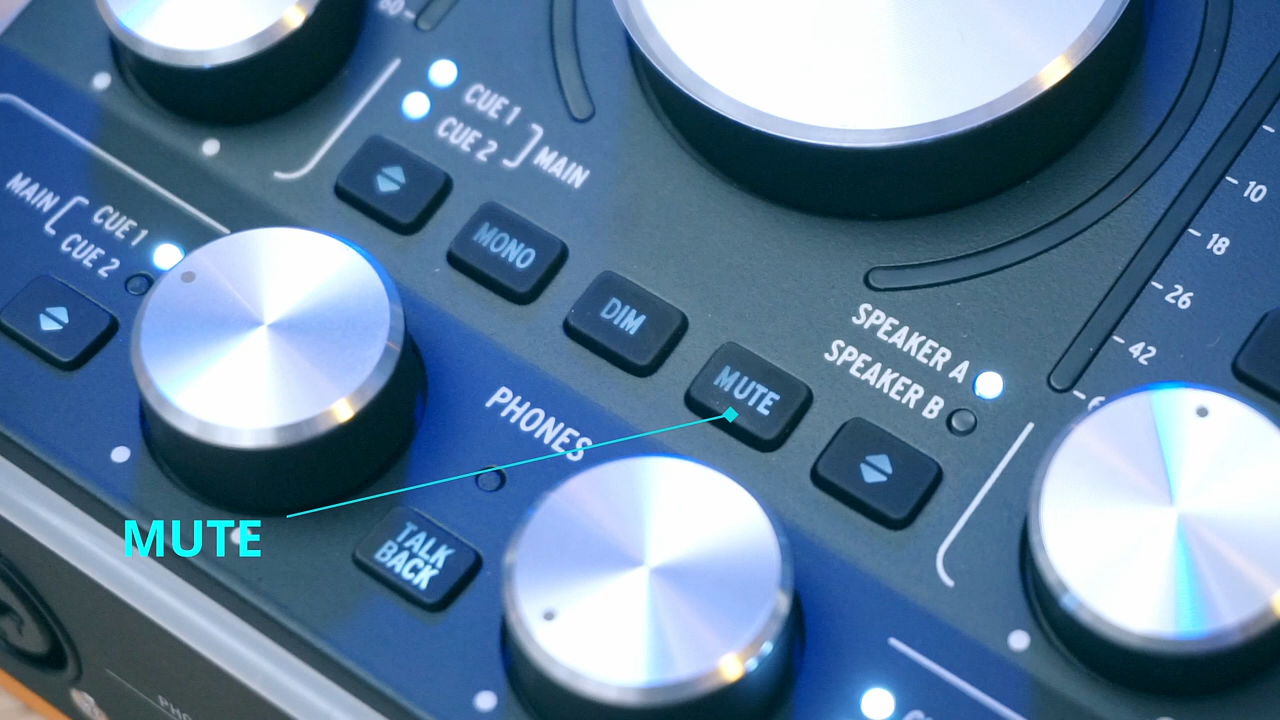 60
CUE 1
CUE 2
MAIN
MAIN
CUE 1
CUE 2
MONO
DIM
MUTE
SPEAKER A
SPEAKER B
10
18
26
42
PHONES
TALK
BACK
MUTE